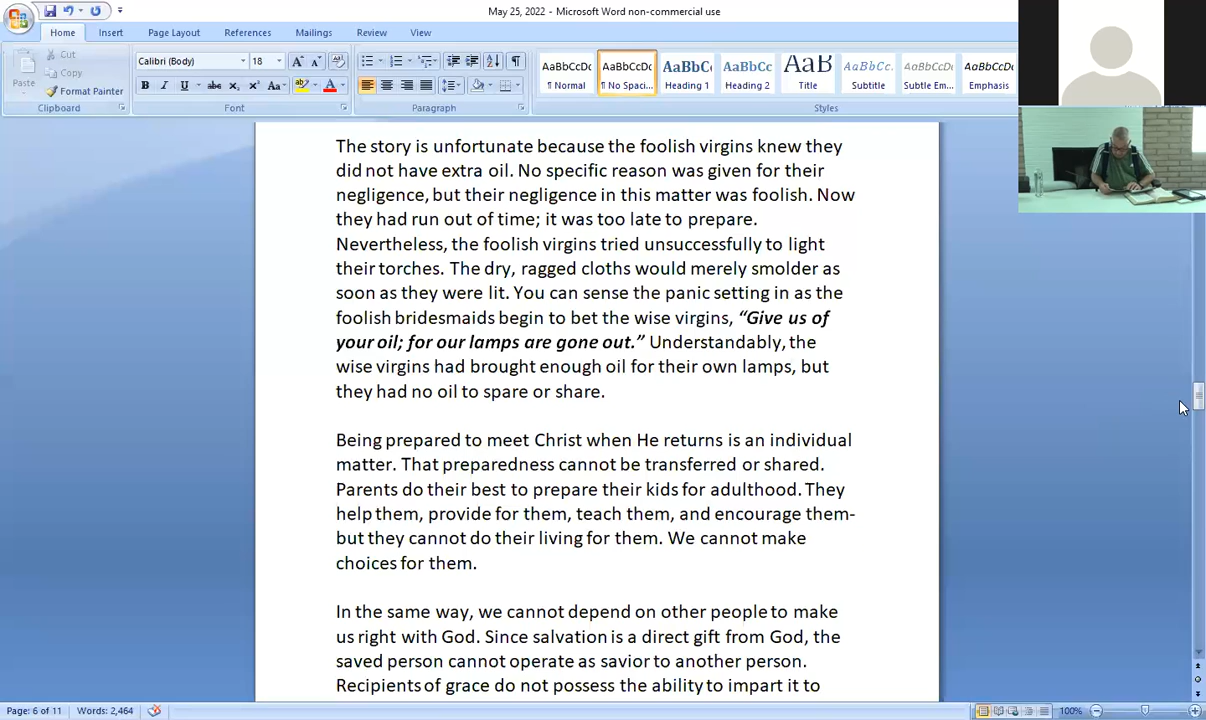 May 25, 2022 - Microsoft Word non-commercial use
Home Insert Page Layout References Mailings Review View
Cut
Copy
Format Painter
Paste
Clipboard
Calibri (Body) 18
Font
Paragraph
AaBbCcDc AaBbCcDc AaBbC AaBbCc AaB AaBbCc AaBbCcDc AaBbCcDc
¶ Normal ¶ No Spaci... Heading 1 Heading 2 Title Subtitle Subtle Em... Emphasis
Styles
The story is unfortunate because the foolish virgins knew they
did not have extra oil. No specific reason was given for their
negligence, but their negligence in this matter was foolish. Now
they had run out of time; it was too late to prepare.
Nevertheless, the foolish virgins tried unsuccessfully to light
their torches. The dry, ragged cloths would merely smolder as
soon as they were lit. You can sense the panic setting in as the
foolish bridesmaids begin to bet the wise virgins, “Give us of
your oil; for our lamps are gone out.” Understandably, the
wise virgins had brought enough oil for their own lamps, but
they had no oil to spare or share.
Being prepared to meet Christ when He returns is an individual
matter. That preparedness cannot be transferred or shared.
Parents do their best to prepare their kids for adulthood. They
help them, provide for them, teach them, and encourage them-
but they cannot do their living for them. We cannot make
choices for them.
In the same way, we cannot depend on other people to make
us right with God. Since salvation is a direct gift from God, the
saved person cannot operate as savior to another person.
Recipients of grace do not possess the ability to impart it to
Page: 6 of 11 Words: 2,464 100%